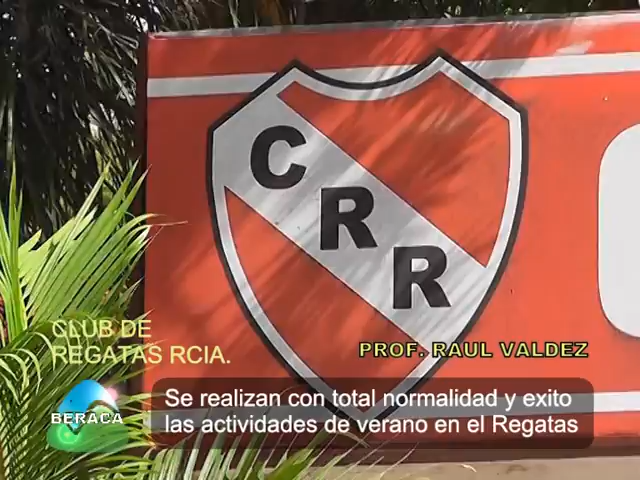 C
R
R
CLUB DE
REGATAS RCIA.
PROF. RAUL VALDEZ
BERACA
Se realizan con total normalidad y exito
las actividades de verano en el Regatas